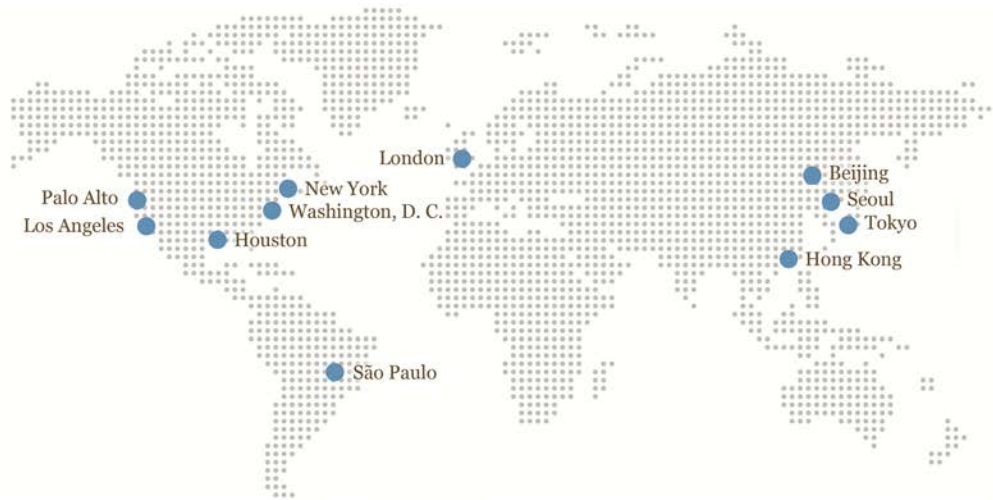 London
Beijing
New York
Palo Alto
Seoul
Washington, D. C.
Los Angeles
Tokyo
Houston
Hong Kong
São Paulo